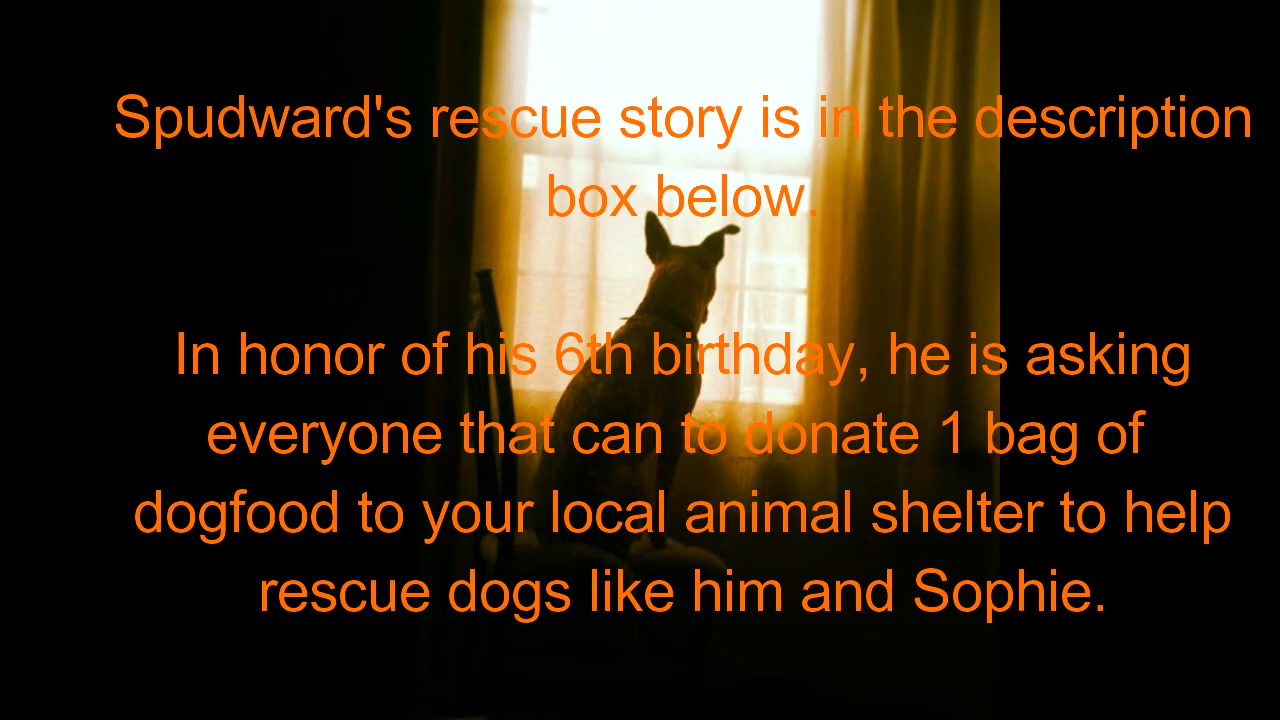 Spudward's rescue story is in the description
box below.
In honor of his 6th birthday, he is asking
everyone that can to donate 1 bag of
dogfood to your local animal shelter to help
rescue dogs like him and Sophie.